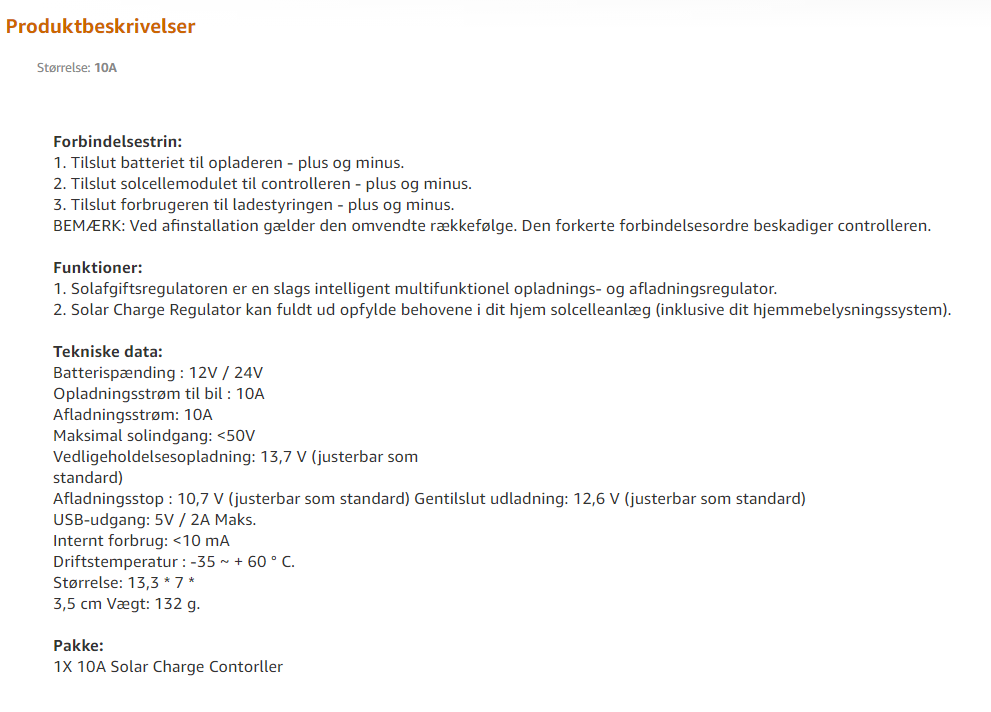 Produktbeskrivelser
Størrelse: 10A
Forbindelsestrin:
1. Tilslut batteriet til opladeren - plus og minus.
2. Tilslut solcellemodulet til controlleren - plus og minus.
3. Tilslut forbrugeren til ladestyringen - plus og minus.
BEMÆRK: Ved afinstallation gælder den omvendte rækkefølge. Den forkerte forbindelsesordre beskadiger controlleren.
Funktioner:
1. Solafgiftsregulatoren er en slags intelligent multifunktionel opladnings- og afladningsregulator.
2. Solar Charge Regulator kan fuldt ud opfylde behovene i dit hjem solcelleanlæg (inklusive dit hjemmebelysningssystem).
Tekniske data:
Batterispænding : 12V / 24V
Opladningsstrøm til bil : 10A
Afladningsstrøm: 10A
Maksimal solindgang: <50V
Vedligeholdelsesopladning: 13,7 V (justerbar som
standard)
Afladningsstop : 10,7 V (justerbar som standard) Gentilslut udladning: 12,6 V (justerbar som standard)
USB-udgang: 5V / 2A Maks.
Internt forbrug: <10 mA
Driftstemperatur : -35 ~ + 60 ° C.
Størrelse: 13,3 * 7 *
3,5 cm Vægt: 132 g.
Pakke:
1X 10A Solar Charge Contorller